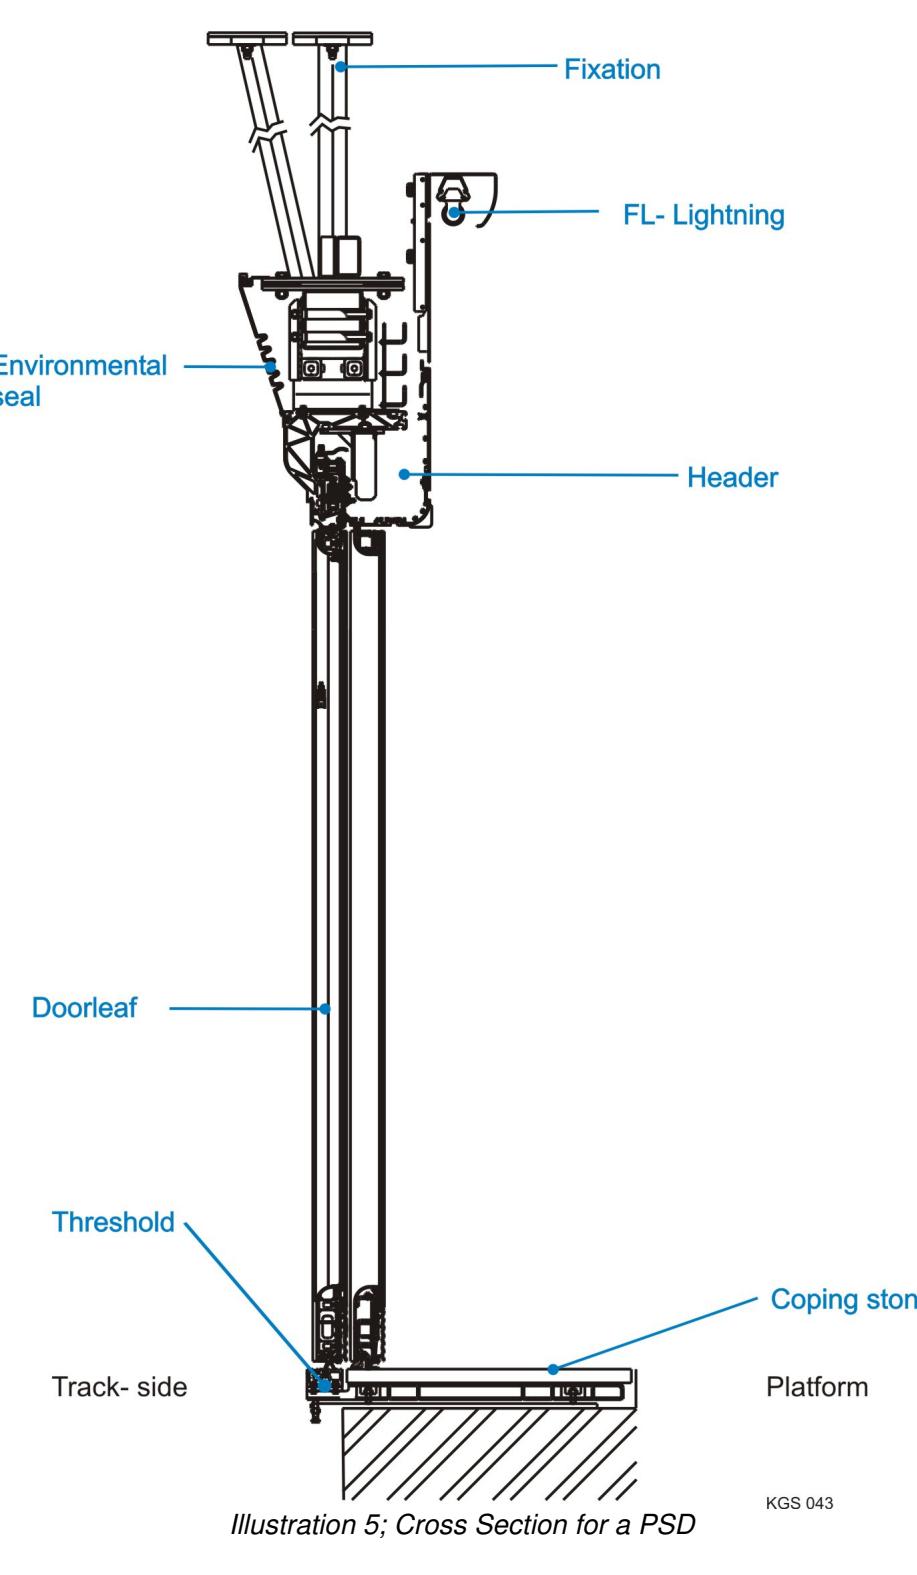 Fixation
FL- Lightning
Environmental
seal
Header
Doorleaf
Threshold
Coping ston
Track- side
Platform
KGS 043
Illustration 5; Cross Section for a PSD